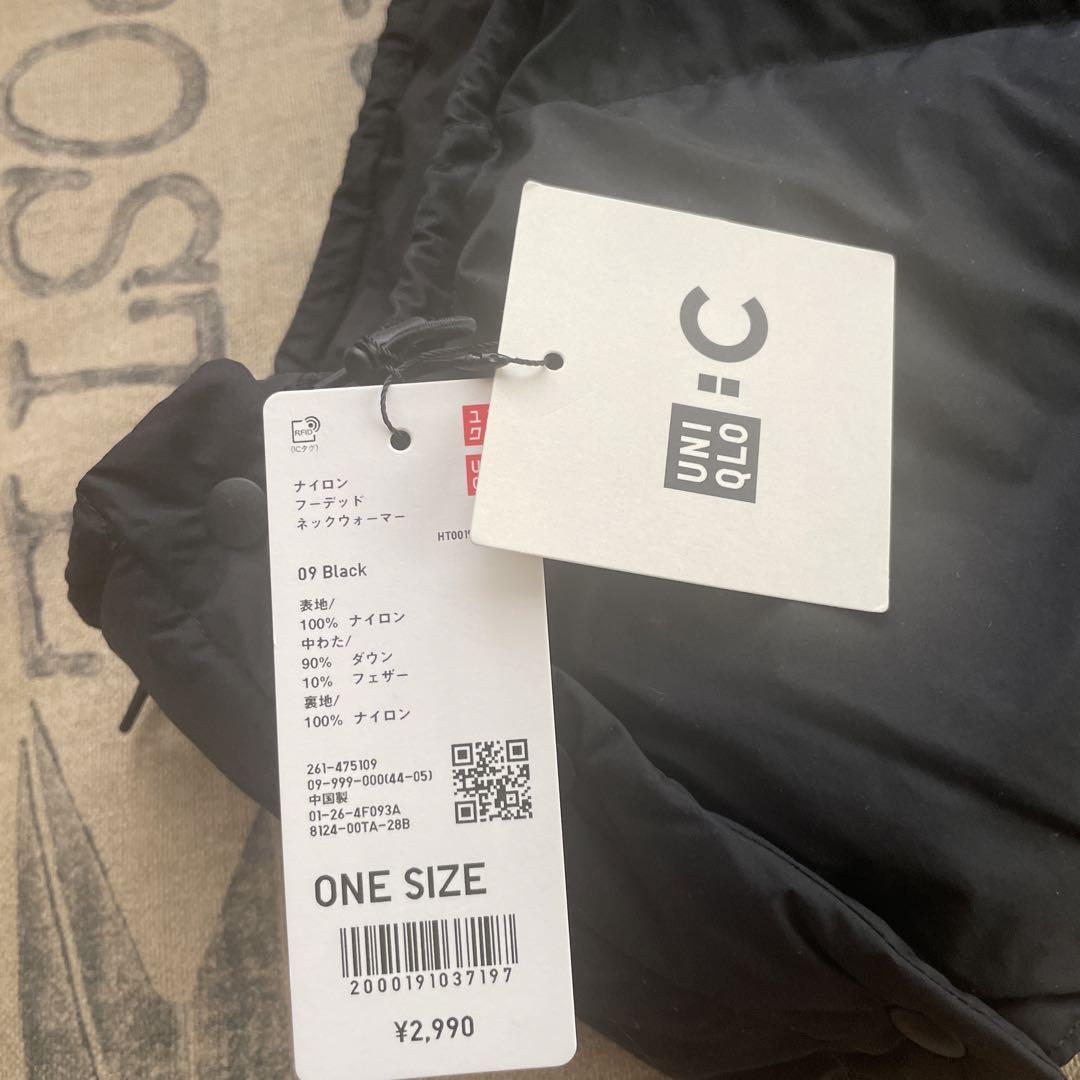 RFID
(ICタグ)
ユ
ク
ナイロン
フーデッド
ネックウォーマー
HT001
09 Black
表地/
100% ナイロン
中わた/
90% ダウン
10% フェザー
裏地/
100% ナイロン
261-475109
09-999-000(44-05)
中国製
01-26-4F093A
8124-00TA-28B
ONE SIZE
2000191037197
¥2,990
UNI
QLO
:C